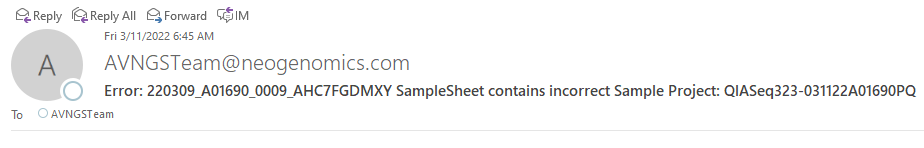 Reply Reply All Forward IM
Fri 3/11/2022 6:45 AM
A
AVNGSTeam@neogenomics.com
Error: 220309_A01690_0009_AHC7FGDMXY SampleSheet contains incorrect Sample Project: QIASeq323-031122A01690PQ
To AVNGSTeam